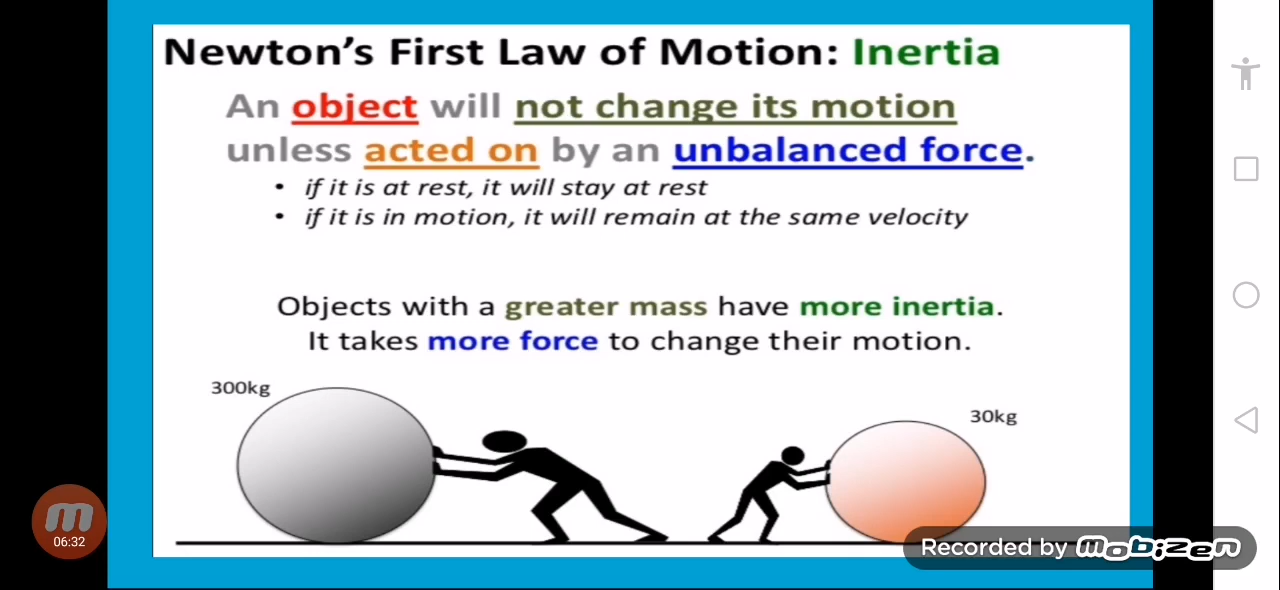 Newton's First Law of Motion: Inertia
An object will not change its motion
unless acted on by an unbalanced force.
• if it is at rest, it will stay at rest
• if it is in motion, it will remain at the same velocity
Objects with a greater mass have more inertia.
It takes more force to change their motion.
300kg
30kg
06:32
Recorded by mobizen